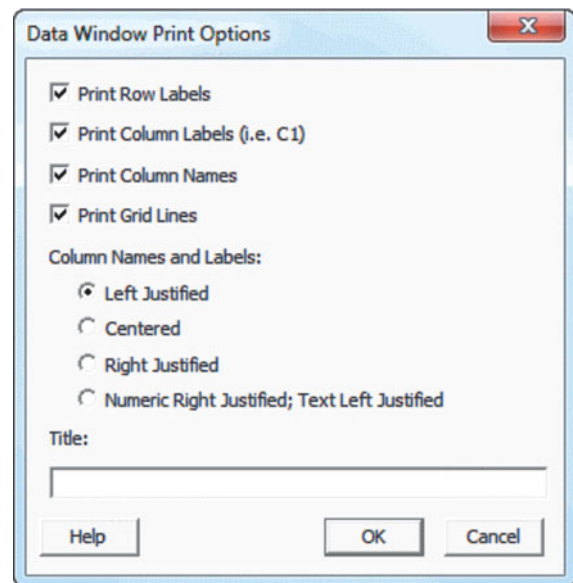 Data Window Print Options
Print Row Labels
Print Column Labels (i.e. C1)
Print Column Names
Print Grid Lines
Column Names and Labels:
Left Justified
Centered
Right Justified
Numeric Right Justified; Text Left Justified
Title:
Help OK Cancel